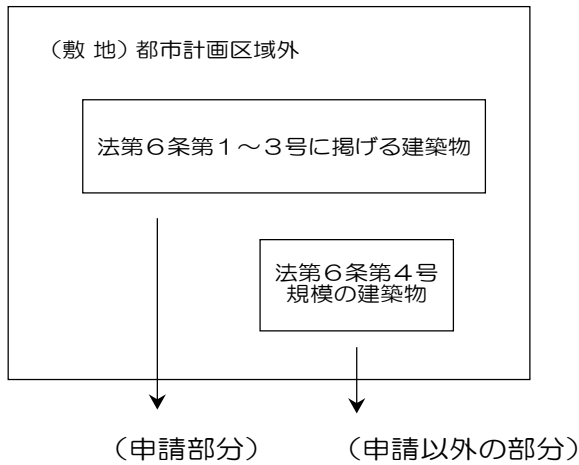 （敷 地）都市計画区域外
法第６条第１～３号に掲げる建築物
法第６条第４号
規模の建築物
（申請部分）
（申請以外の部分）